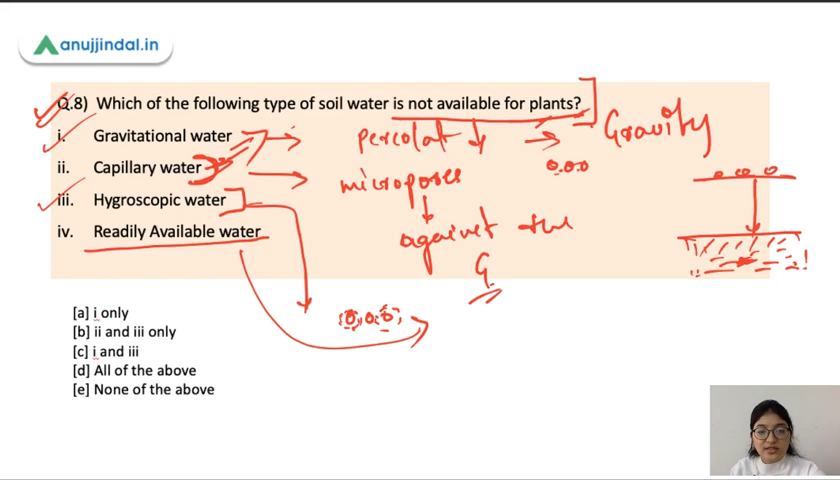 anujjindal.in
Q.8) Which of the following type of soil water is not available for plants?
i. Gravitational water
ii. Capillary water
iii. Hygroscopic water
iv. Readily Available water
percolat
Gravity
micropores
against the
G
[a] i only
[b] ii and iii only
[c] i and iii
[d] All of the above
[e] None of the above